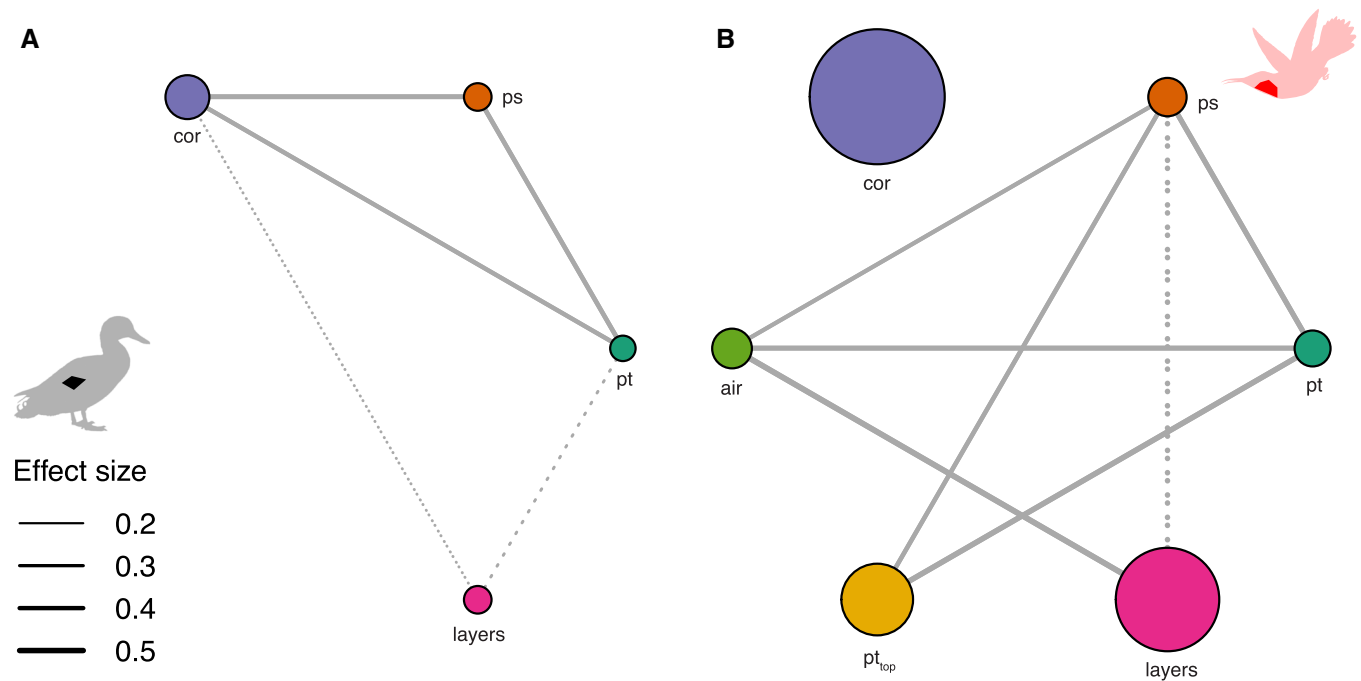 A
cor
ps
pt
layers
Effect size
0.2
0.3
0.4
0.5
B
cor
ps
air
pt
pttop
layers